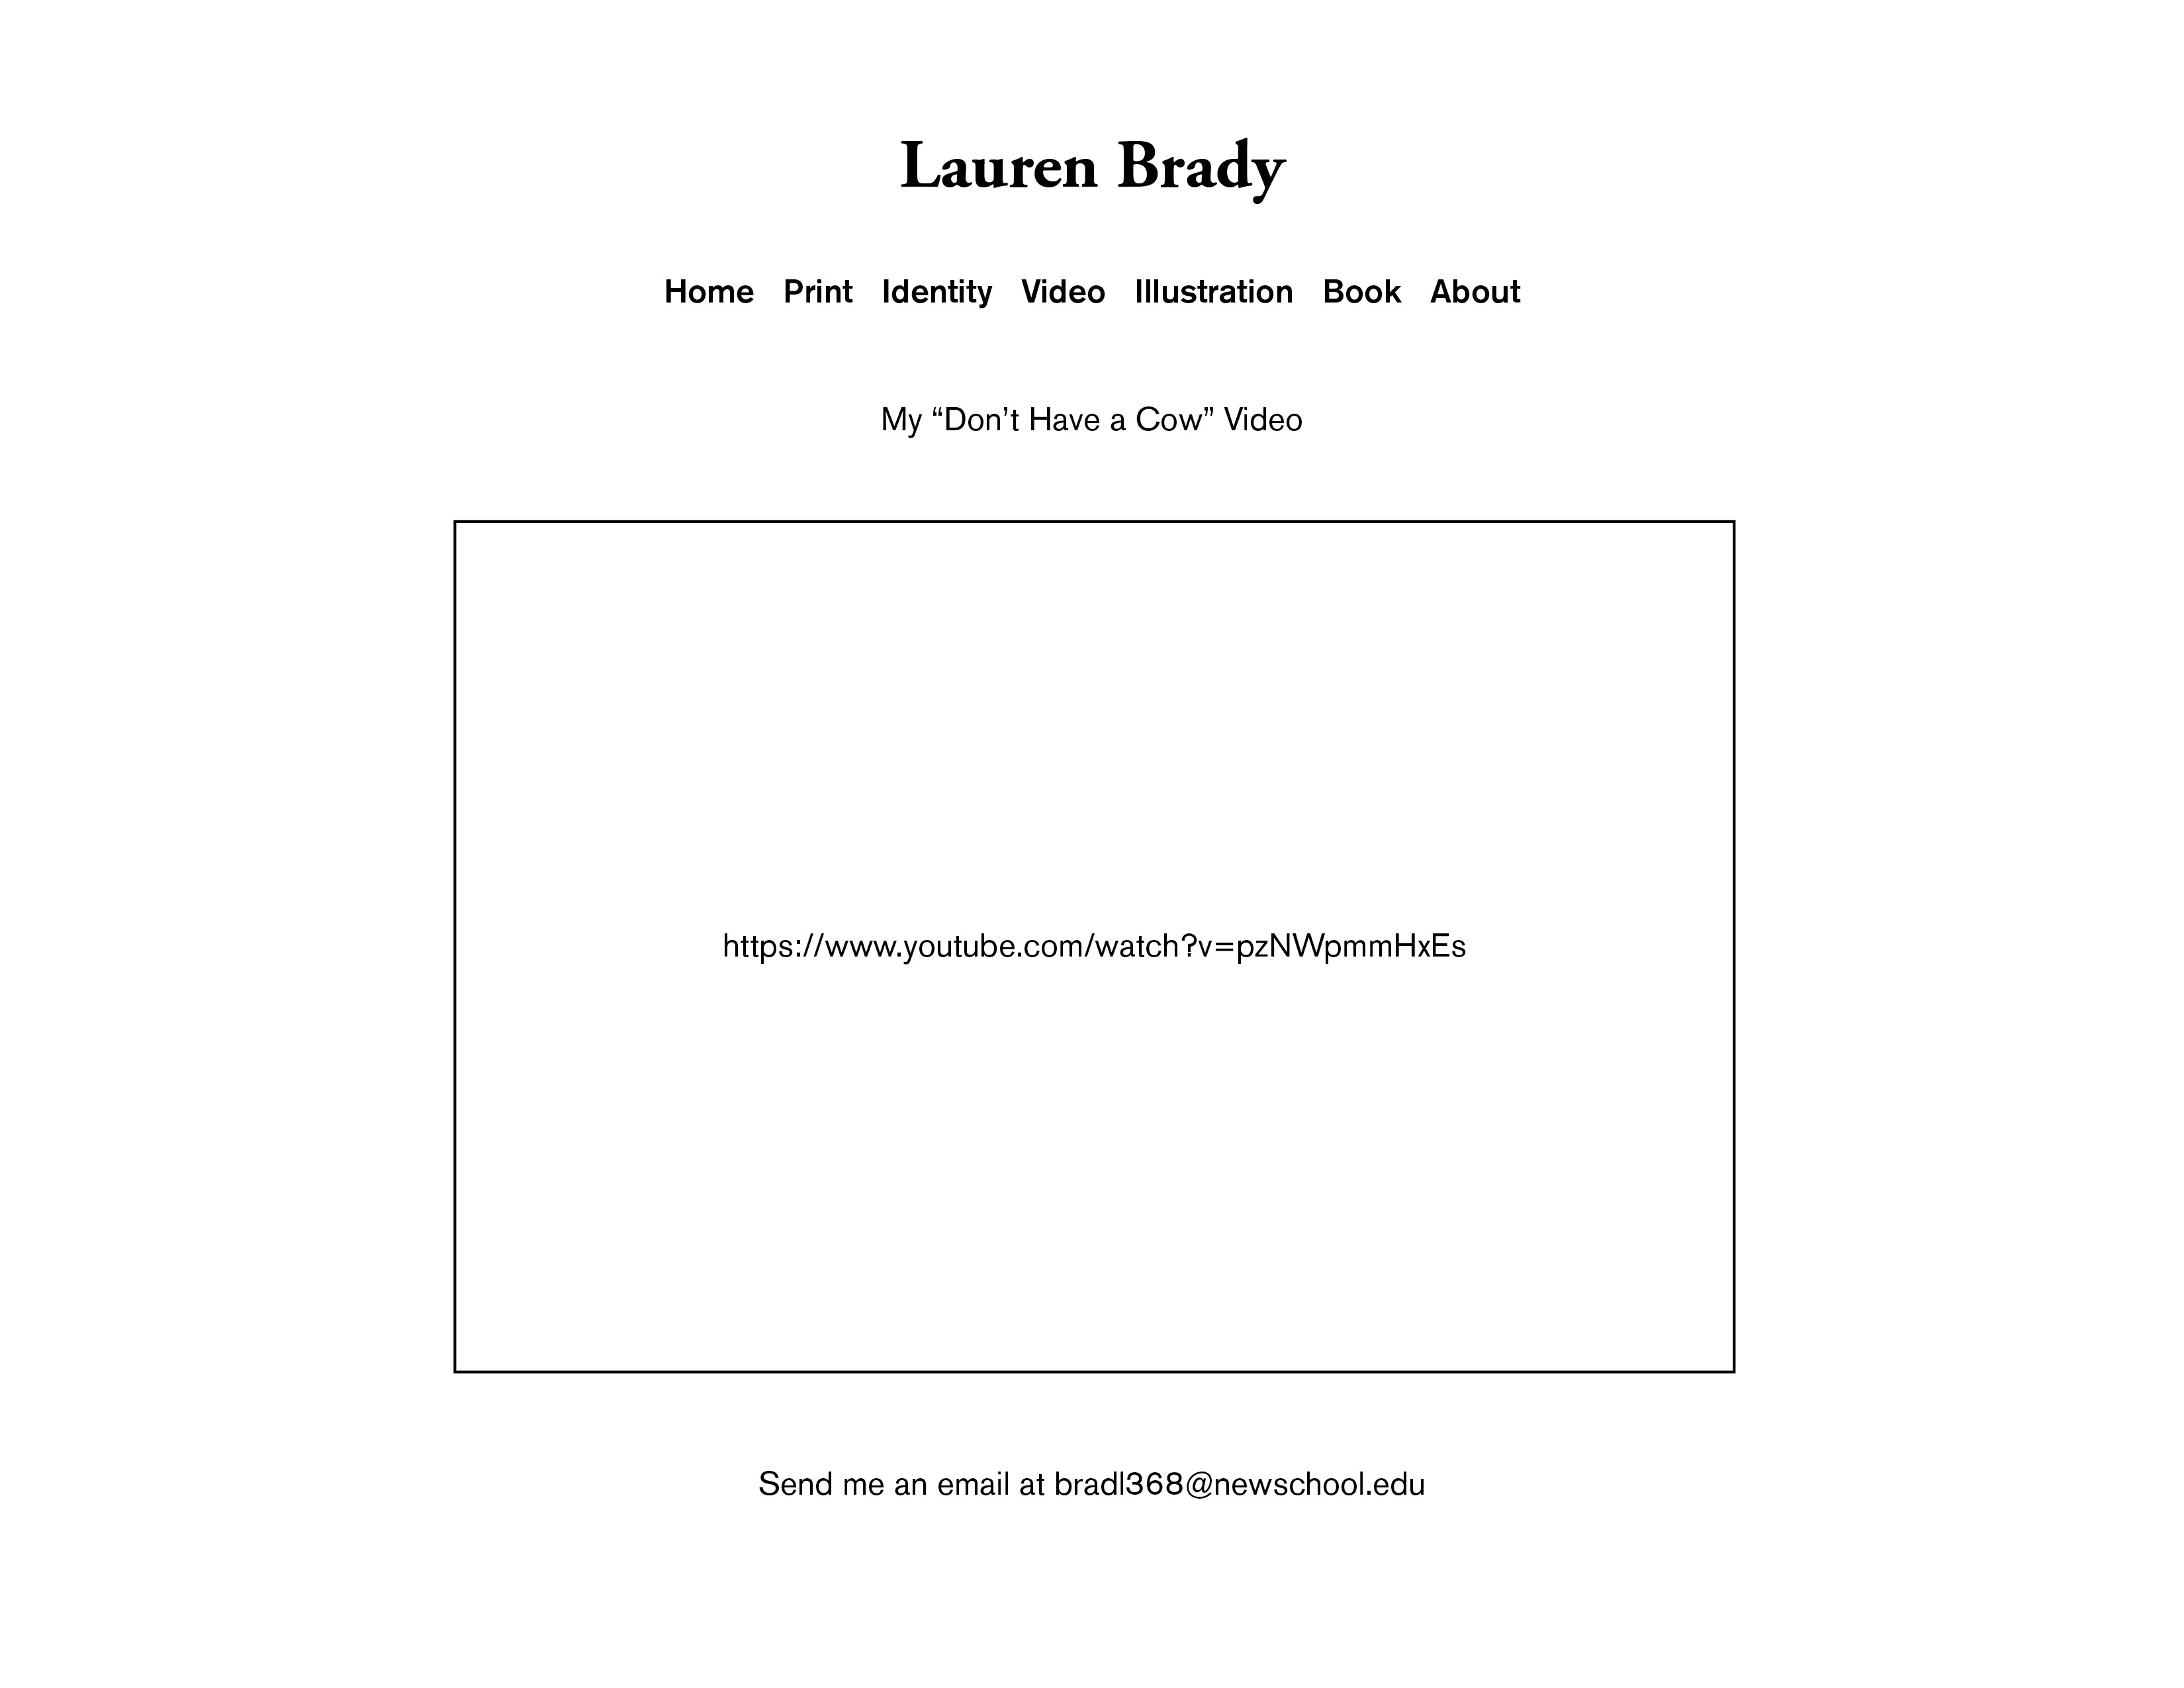 Lauren Brady
Home Print Identity Video Illustration Book About
My “Don’t Have a Cow” Video
https://www.youtube.com/watch?v=pzNWpmmHxEs
Send me an email at bradl368@newschool.edu